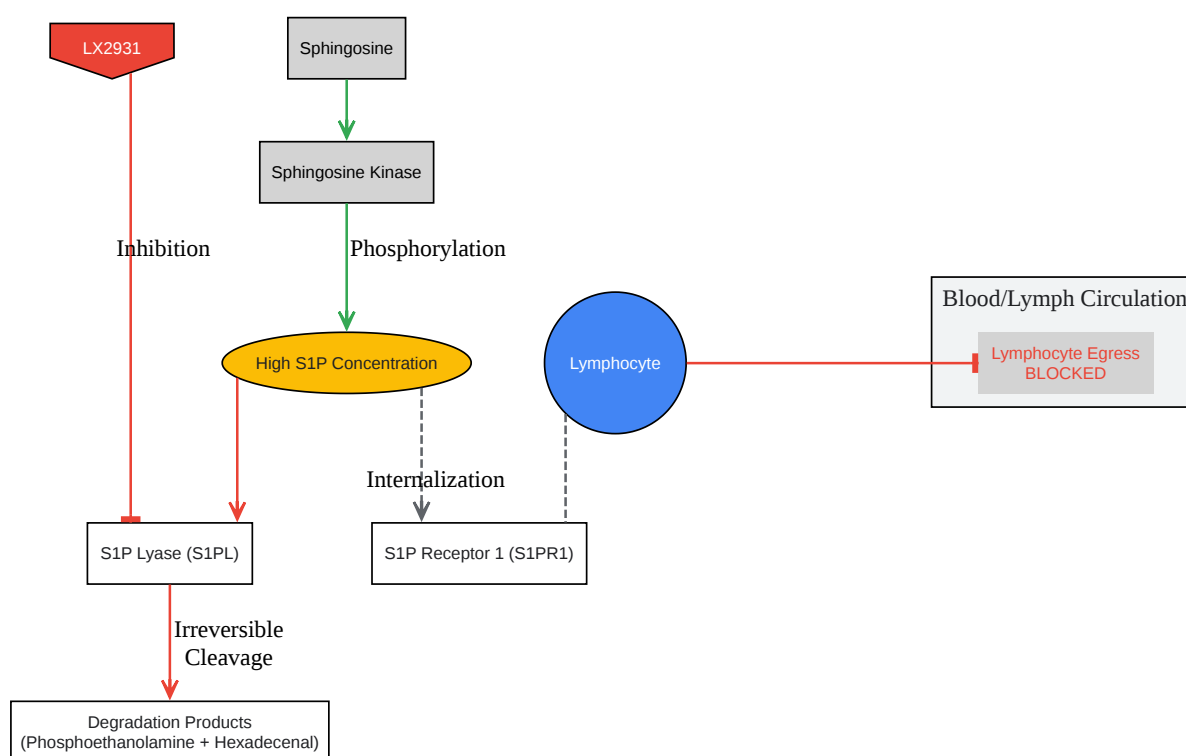 LX2931
Sphingosine
Sphingosine Kinase
Inhibition
Phosphorylation
Blood/Lymph Circulation
High S1P Concentration
Lymphocyte
Lymphocyte Egress
BLOCKED
Internalization
S1P Lyase (S1PL)
S1P Receptor 1 (S1PR1)
Irreversible
Cleavage
Degradation Products
(Phosphoethanolamine + Hexadecenal)